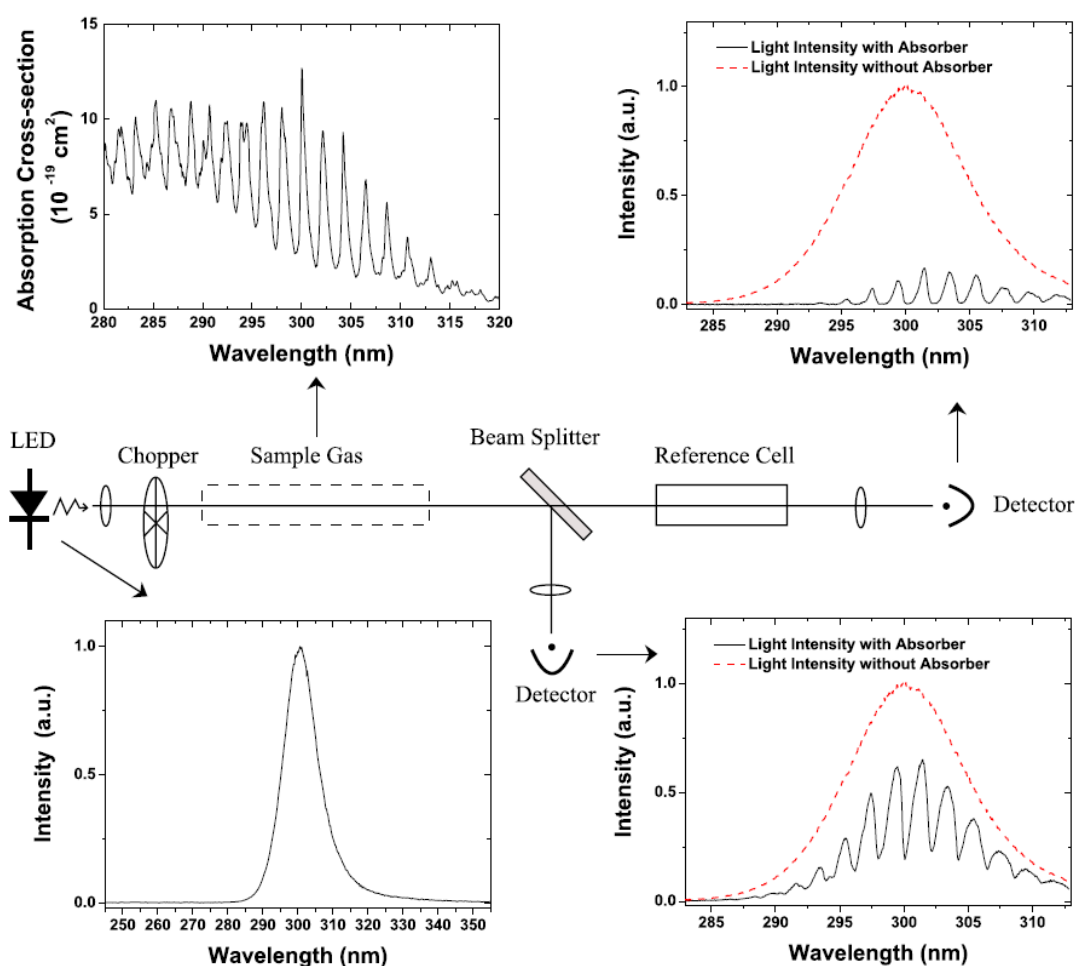 Absorption Cross-section
(10 -19 cm2)
15
10
5
0
280 285 290 295 300 305 310 315 320
Wavelength (nm)
Light Intensity with Absorber
Light Intensity without Absorber
Intensity (a.u.)
1.0
0.5
0.0
285 290 295 300 305 310
Wavelength (nm)
LED
Chopper
Sample Gas
Beam Splitter
Reference Cell
Detector
Detector
Intensity (a.u.)
1.0
0.5
0.0
250 260 270 280 290 300 310 320 330 340 350
Wavelength (nm)
Light Intensity with Absorber
Light Intensity without Absorber
Intensity (a.u.)
1.0
0.5
0.0
285 290 295 300 305 310
Wavelength (nm)